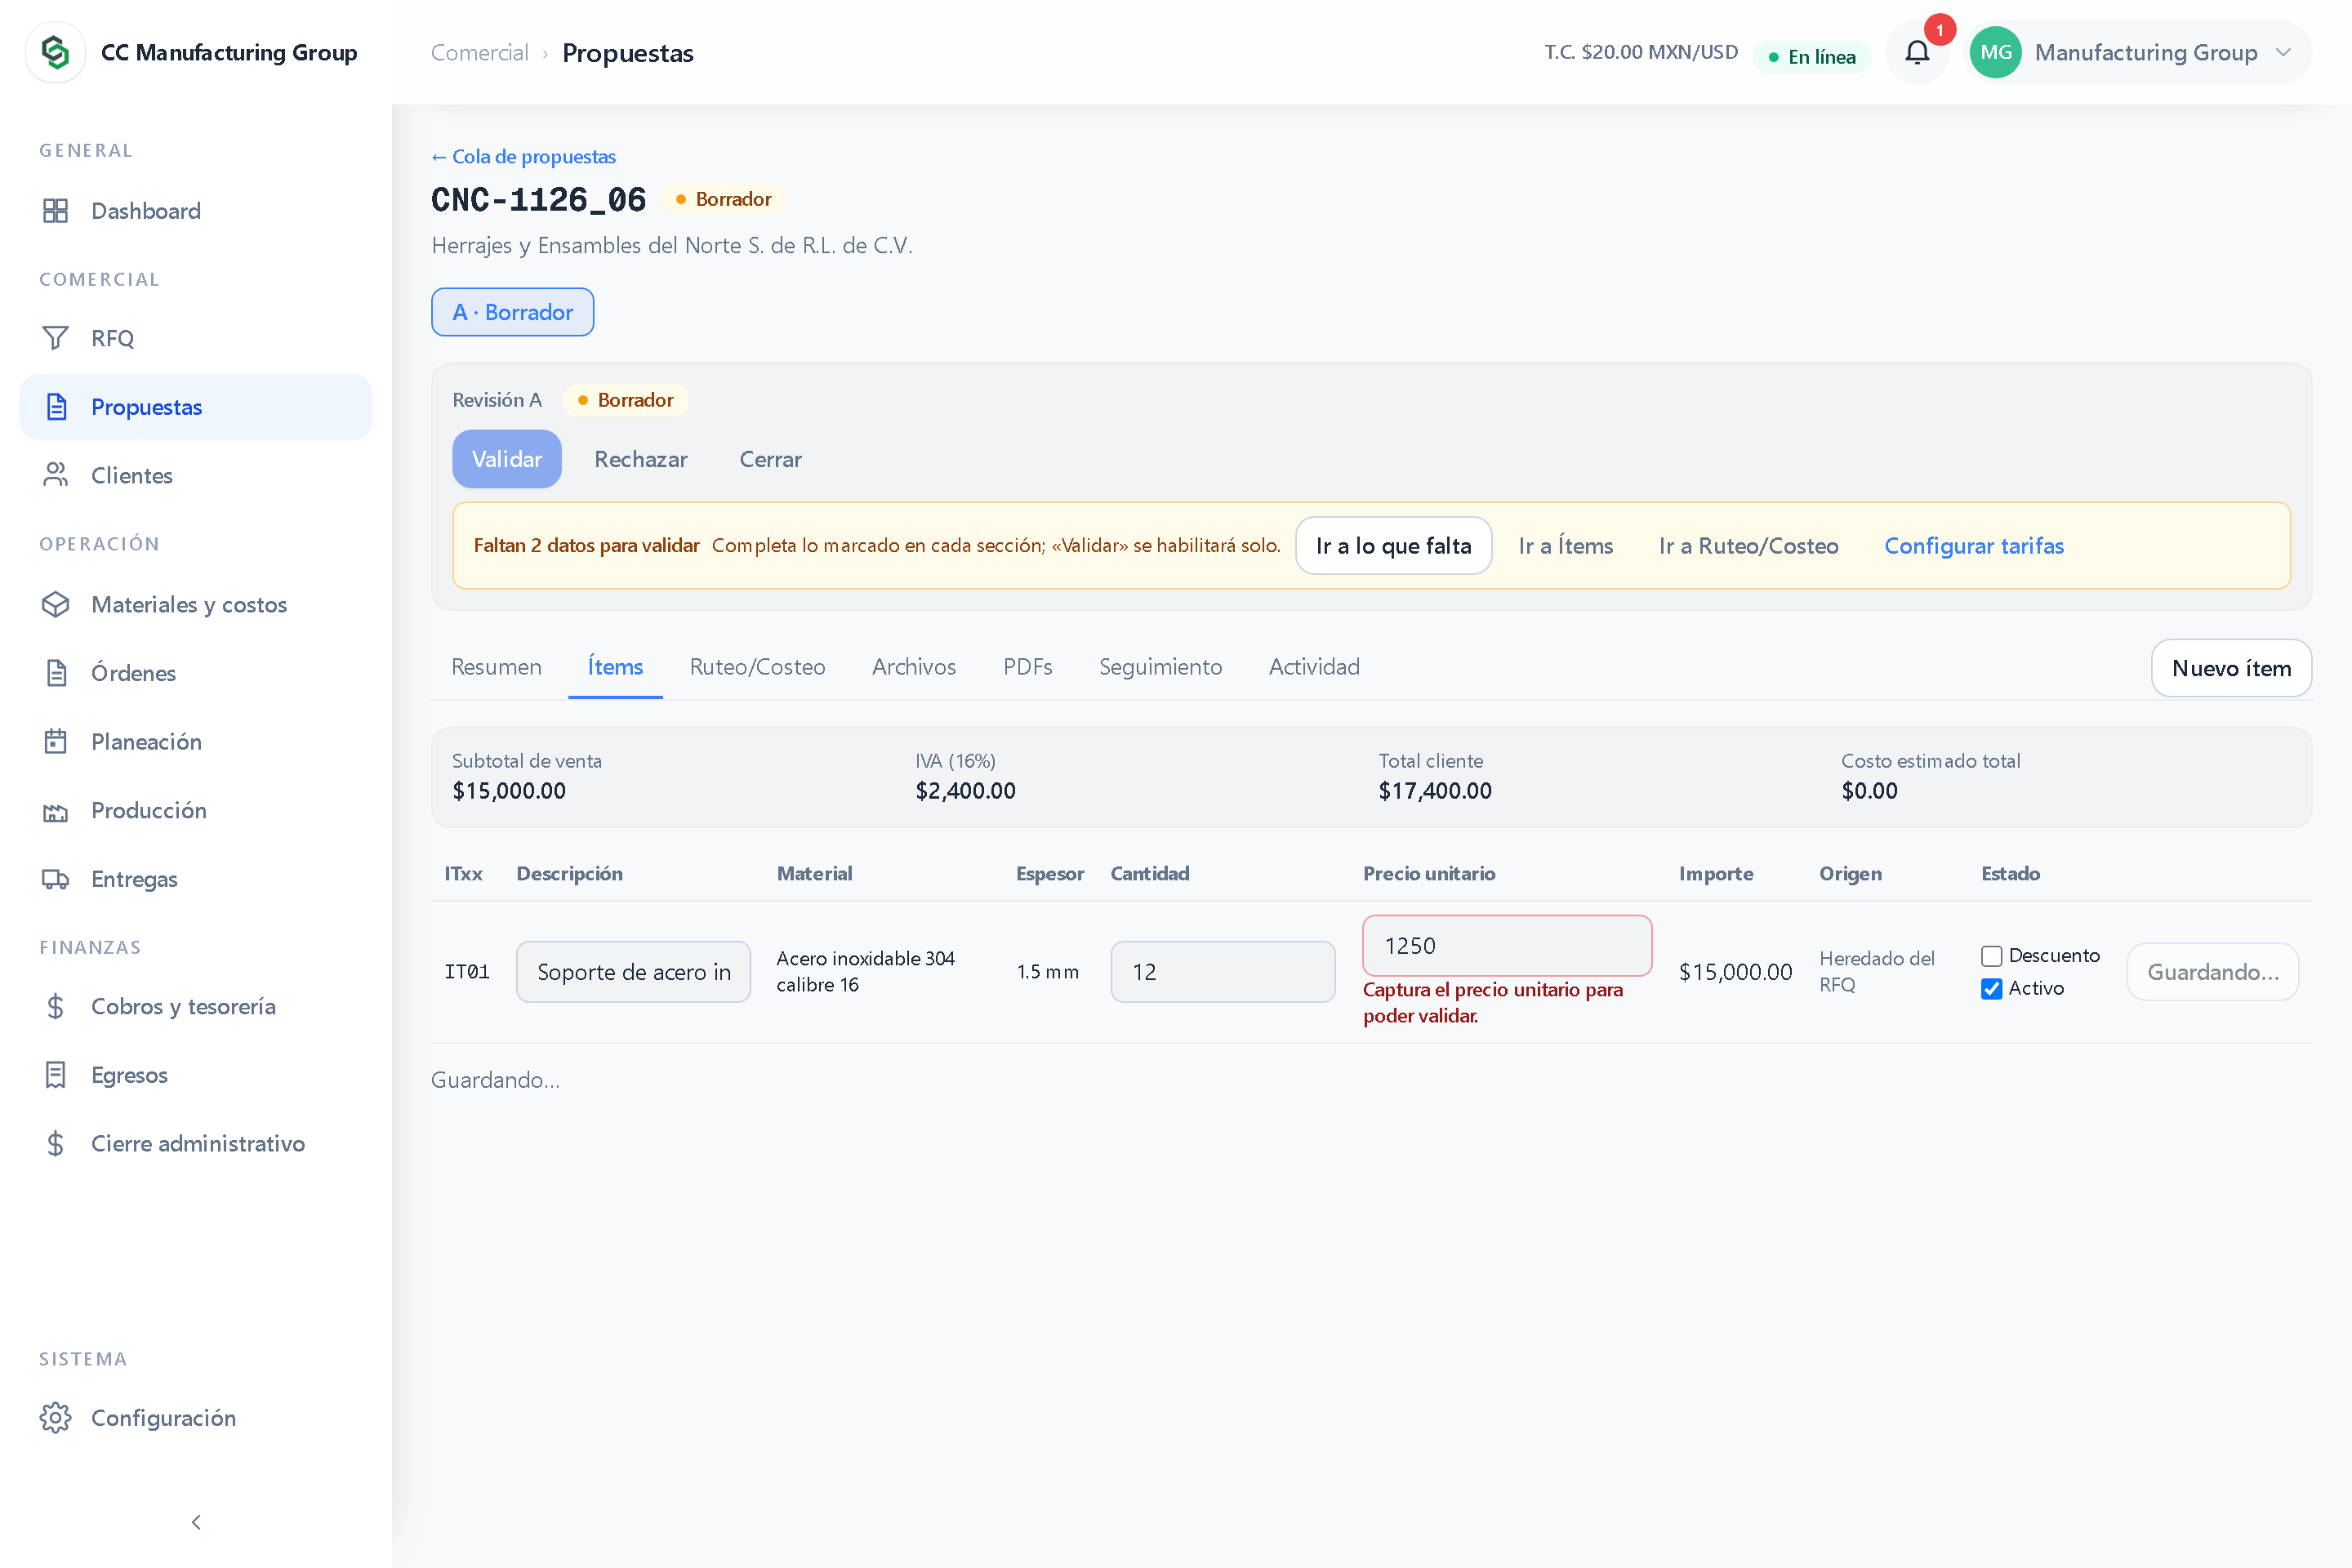 CC Manufacturing Group
Comercial › Propuestas
T.C. $20.00 MXN/USD
En línea
1
MG
Manufacturing Group
GENERAL
Dashboard
COMERCIAL
RFQ
Propuestas
Clientes
OPERACIÓN
Materiales y costos
Órdenes
Planeación
Producción
Entregas
FINANZAS
Cobros y tesorería
Egresos
Cierre administrativo
SISTEMA
Configuración
← Cola de propuestas
CNC-1126_06 Borrador
Herrajes y Ensambles del Norte S. de R.L. de C.V.
A · Borrador
Revisión A Borrador
Validar Rechazar Cerrar
Faltan 2 datos para validar Completa lo marcado en cada sección; «Validar» se habilitará solo. Ir a lo que falta Ir a Ítems Ir a Ruteo/Costeo Configurar tarifas
Resumen Ítems Ruteo/Costeo Archivos PDFs Seguimiento Actividad Nuevo ítem
Subtotal de venta IVA (16%) Total cliente Costo estimado total
$15,000.00 $2,400.00 $17,400.00 $0.00
ITxx Descripción Material Espesor Cantidad Precio unitario Importe Origen Estado
IT01
Soporte de acero in
Acero inoxidable 304
calibre 16
1.5 mm
12
1250
Captura el precio unitario para
poder validar.
$15,000.00
Heredado del
RFQ
Descuento
Activo
Guardando...
Guardando...